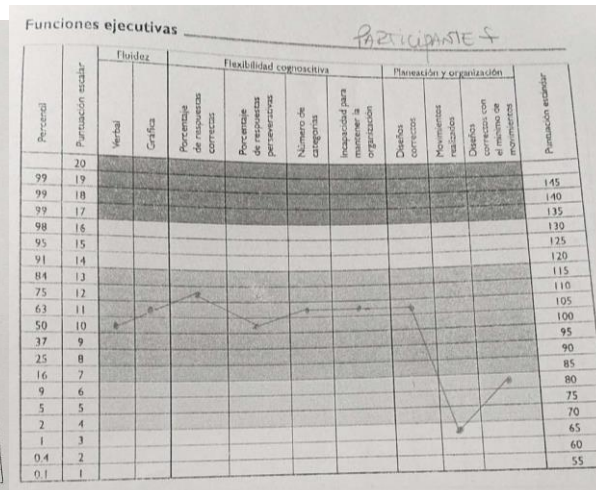 Funciones ejecutivas
PARTICIPANTE f
Fluidez
Flexibilidad cognoscitiva
Planeación y organización
Percentil
Puntuación escalar
Verbal
Gráfica
Porcentaje de respuestas correctas
Porcentaje de respuestas perseverativas
Número de categorías
Incapacidad para mantener la organización
Diseños correctos
Movimientos realizados
Diseños correctos con el mínimo de movimientos
Puntuación estándar
20
99 19 145
99 18 140
99 17 135
98 16 130
95 15 125
91 14 120
84 13 115
75 12 110
63 11 105
50 10 100
37 9 95
25 8 90
16 7 85
9 6 80
5 5 75
2 4 70
1 3 65
0.4 2 60
0.1 1 55